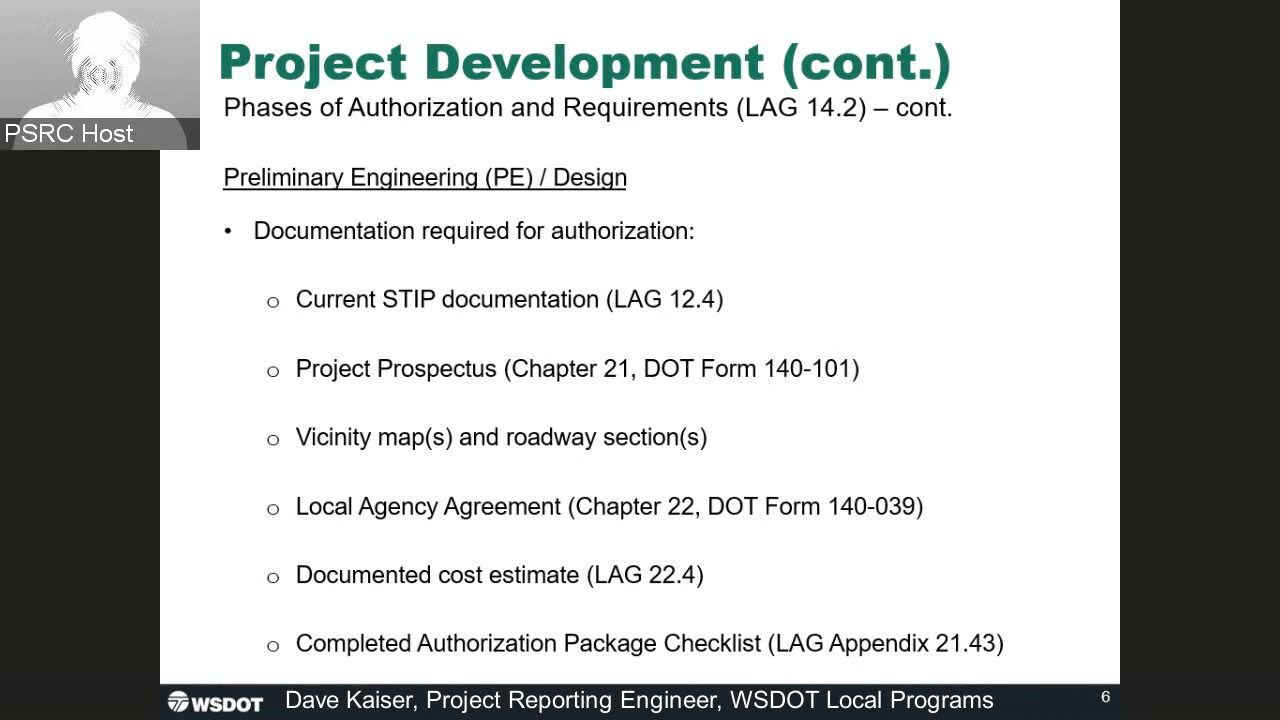 Project Development (cont.)
Phases of Authorization and Requirements (LAG 14.2) – cont.
PSRC Host
Preliminary Engineering (PE) / Design
• Documentation required for authorization:
o Current STIP documentation (LAG 12.4)
o Project Prospectus (Chapter 21, DOT Form 140-101)
o Vicinity map(s) and roadway section(s)
o Local Agency Agreement (Chapter 22, DOT Form 140-039)
o Documented cost estimate (LAG 22.4)
o Completed Authorization Package Checklist (LAG Appendix 21.43)
WSDOT Dave Kaiser, Project Reporting Engineer, WSDOT Local Programs 6